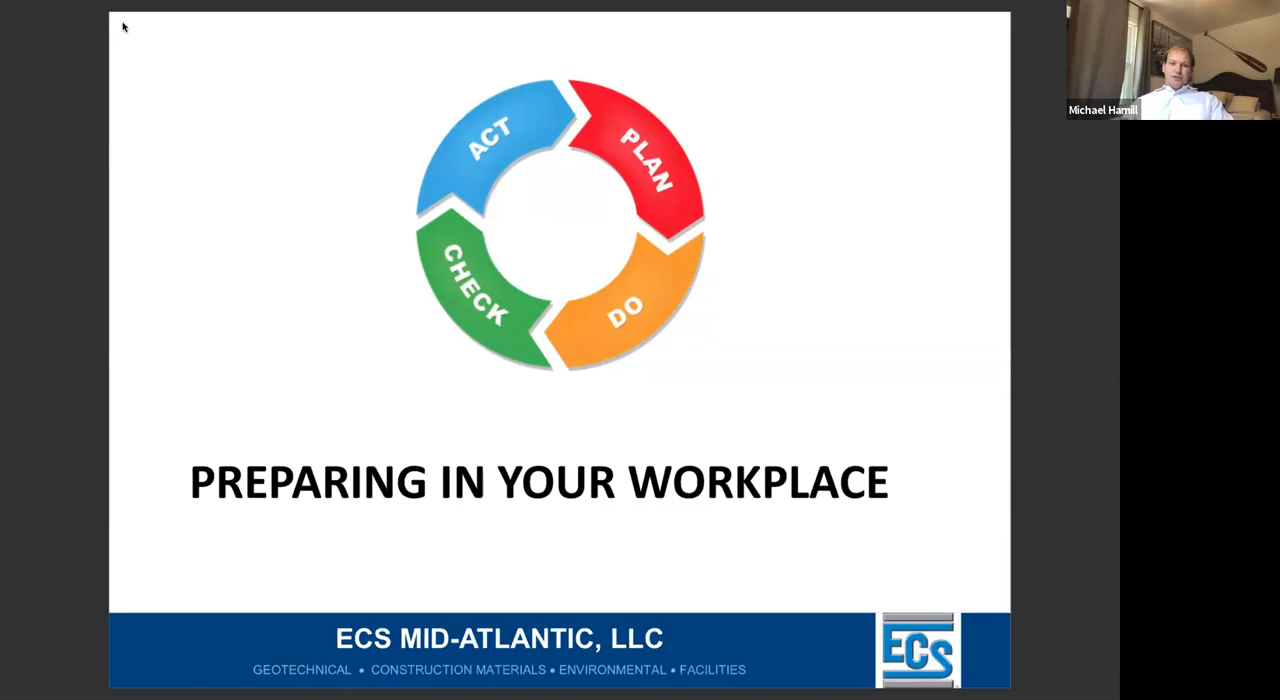 ACT
PLAN
CHECK
DO
PREPARING IN YOUR WORKPLACE
ECS MID-ATLANTIC, LLC
GEOTECHNICAL • CONSTRUCTION MATERIALS • ENVIRONMENTAL • FACILITIES
ECS
Michael Hamill